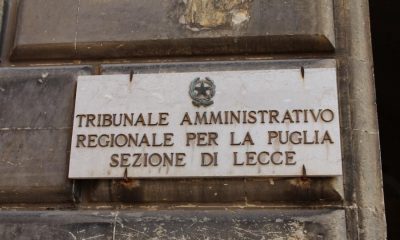 TRIBUNALE AMMINISTRATIVO
REGIONALE PER LA PUGLIA
SEZIONE DI LECCE